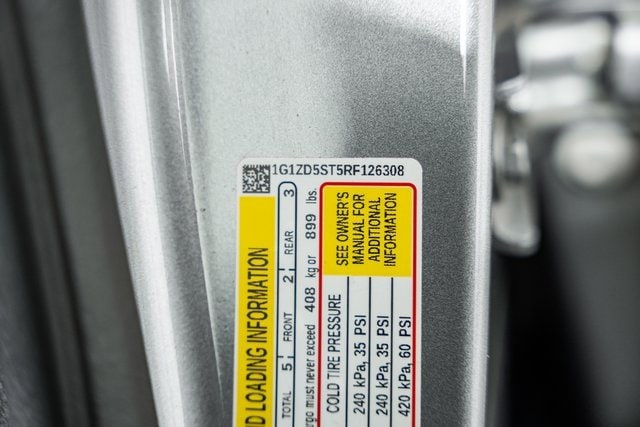 1G1ZD5ST5RF126308
D LOADING INFORMATION
TOTAL 5 FRONT 2 REAR 3
rgo must never exceed 408 kg or 899 lbs.
SEE OWNER'S
MANUAL FOR
ADDITIONAL
INFORMATION
COLD TIRE PRESSURE
240 kPa, 35 PSI
240 kPa, 35 PSI
420 kPa, 60 PSI